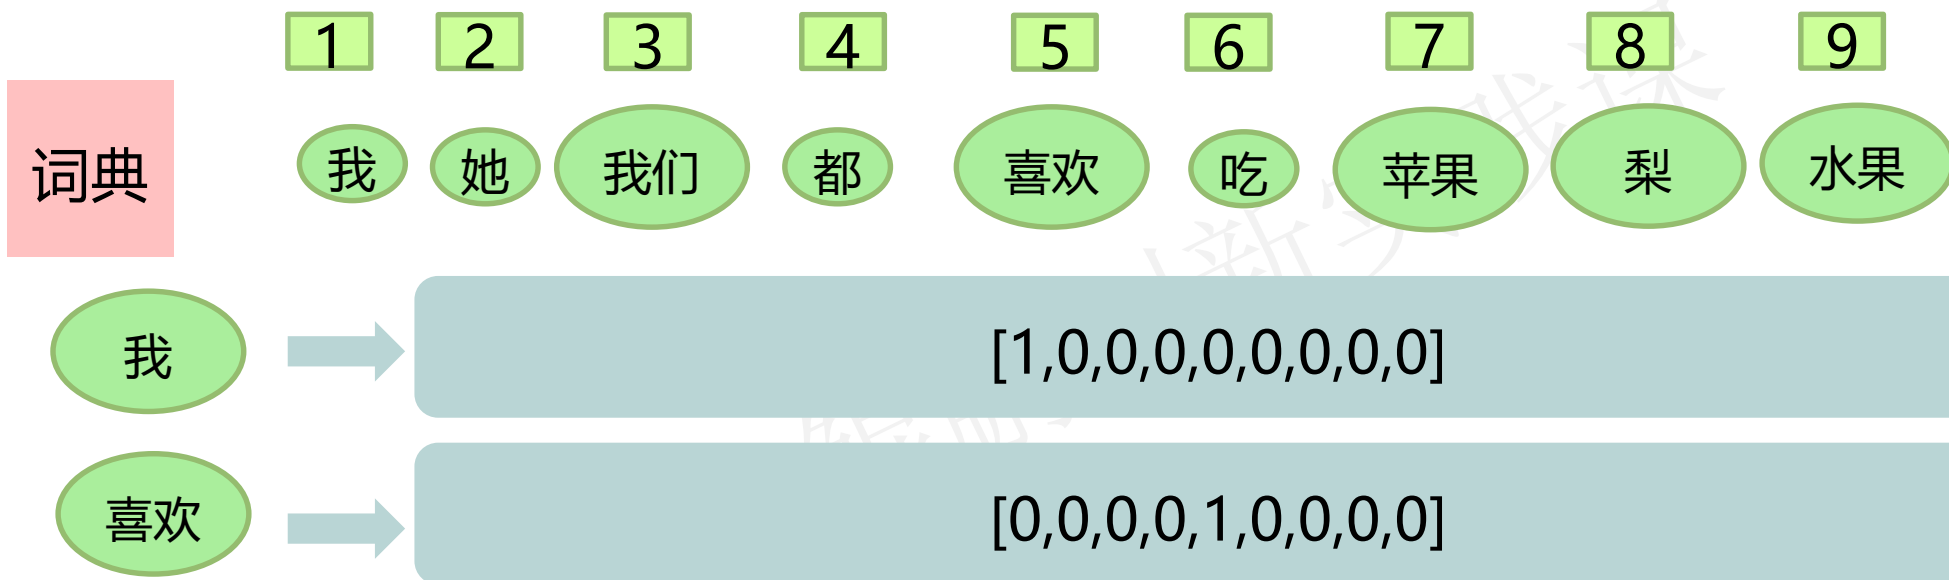 1 2 3 4 5 6 7 8 9
词典 我 她 我们 都 喜欢 吃 苹果 梨 水果
我 [1,0,0,0,0,0,0,0,0]
喜欢 [0,0,0,0,1,0,0,0,0]